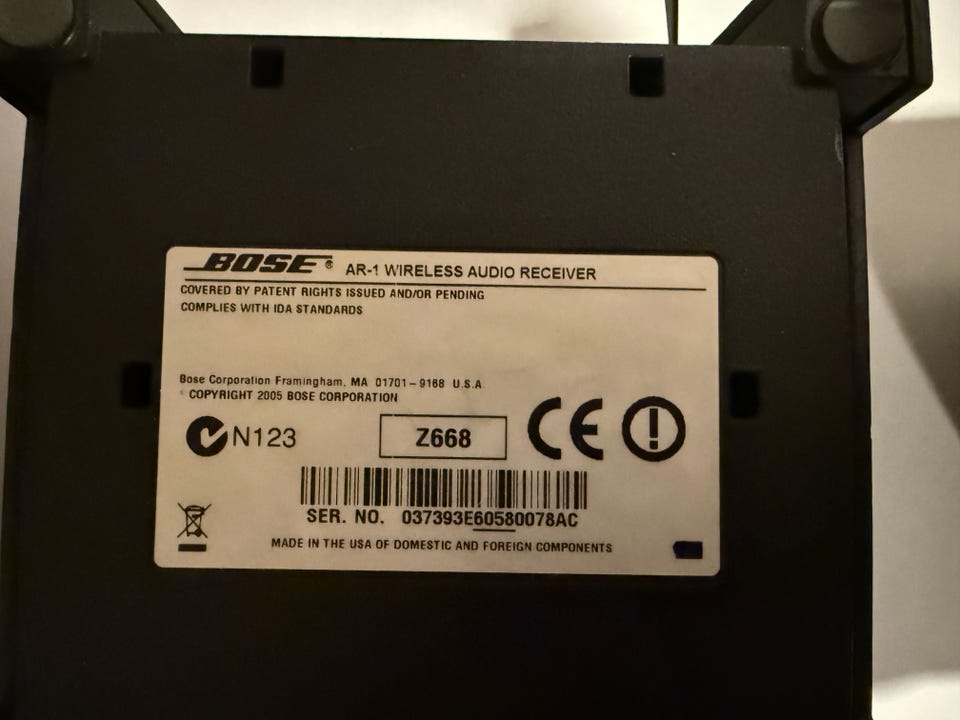 BOSE® AR-1 WIRELESS AUDIO RECEIVER
COVERED BY PATENT RIGHTS ISSUED AND/OR PENDING
COMPLIES WITH IDA STANDARDS
Bose Corporation Framingham, MA 01701-9168 U.S.A
COPYRIGHT 2005 BOSE CORPORATION
N123 Z668 CE
SER. NO. 037393E60580078AC
MADE IN THE USA OF DOMESTIC AND FOREIGN COMPONENTS